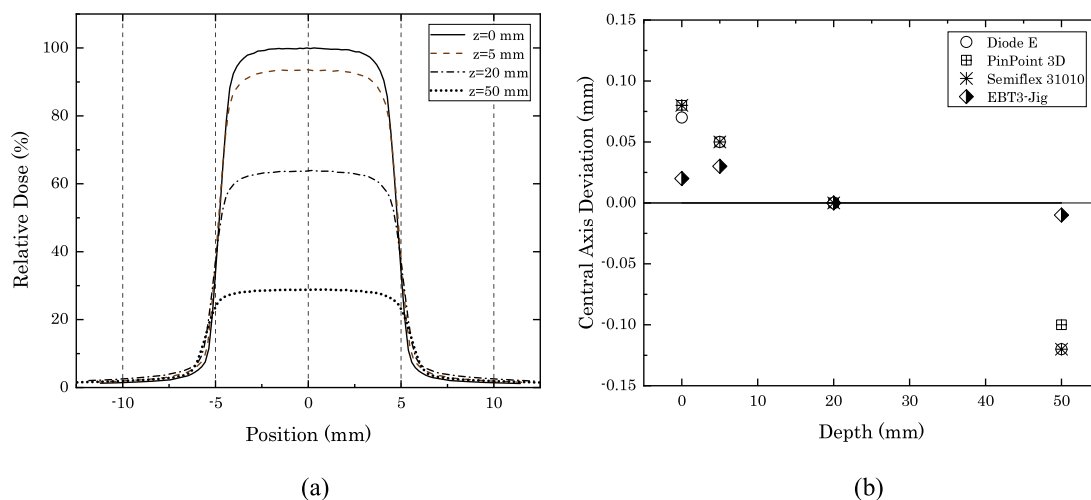 z=0 mm
z=5 mm
z=20 mm
z=50 mm
100
80
60
40
20
0
Relative Dose (%)
-10
-5
0
5
10
Position (mm)
(a)
Diode E
PinPoint 3D
Semiflex 31010
EBT3-Jig
0.15
0.10
0.05
0.00
-0.05
-0.10
-0.15
Central Axis Deviation (mm)
0
10
20
30
40
50
Depth (mm)
(b)